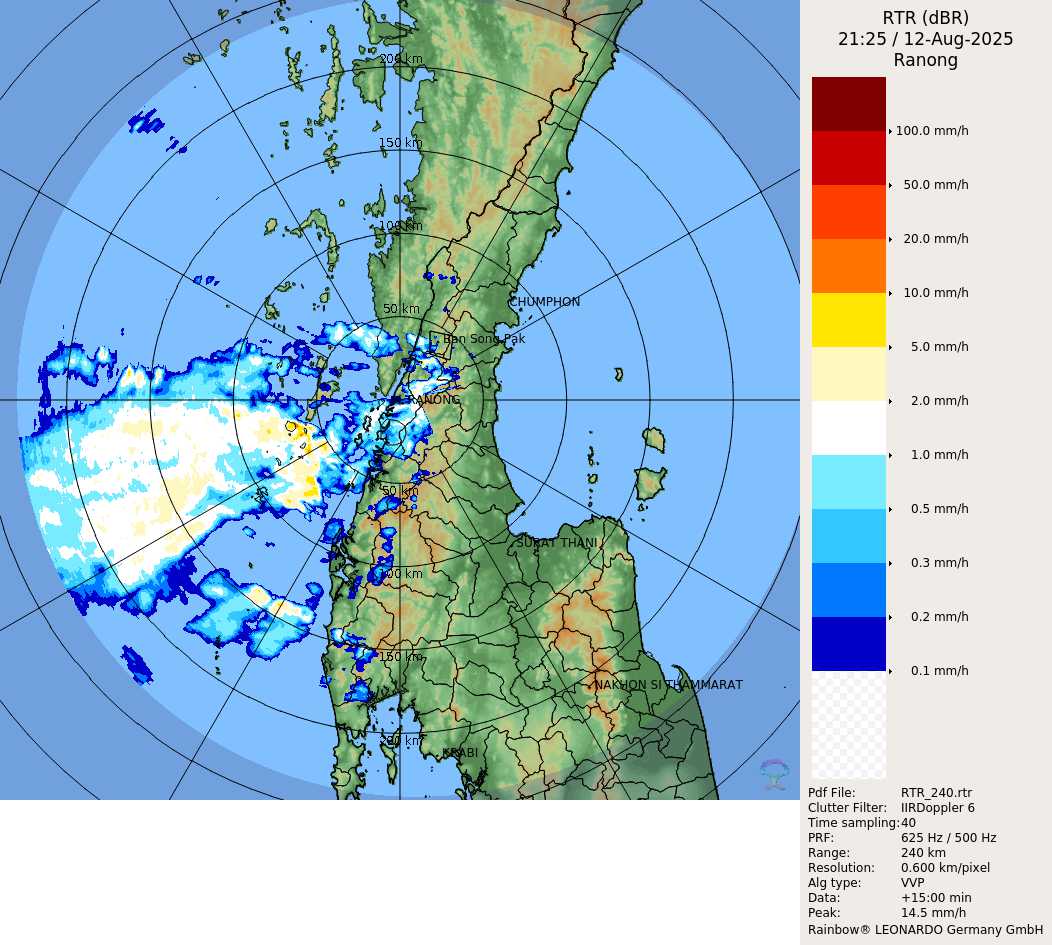 RTR (dBR)
21:25 / 12-Aug-2025
Ranong
100.0 mm/h
50.0 mm/h
20.0 mm/h
10.0 mm/h
5.0 mm/h
2.0 mm/h
1.0 mm/h
0.5 mm/h
0.3 mm/h
0.2 mm/h
0.1 mm/h
Pdf File: RTR_240.rtr
Clutter Filter: IIRDoppler 6
Time sampling: 40
PRF: 625 Hz / 500 Hz
Range: 240 km
Resolution: 0.600 km/pixel
Alg type: VVP
Data: +15:00 min
Peak: 14.5 mm/h
Rainbow® LEONARDO Germany GmbH
200 km
150 km
100 km
CHUMPHON
50 km
Ban Song Pak
RANONG
50 km
SURAT THANI
100 km
150 km
NAKHON SI THAMMARAT
200 km
KRABI